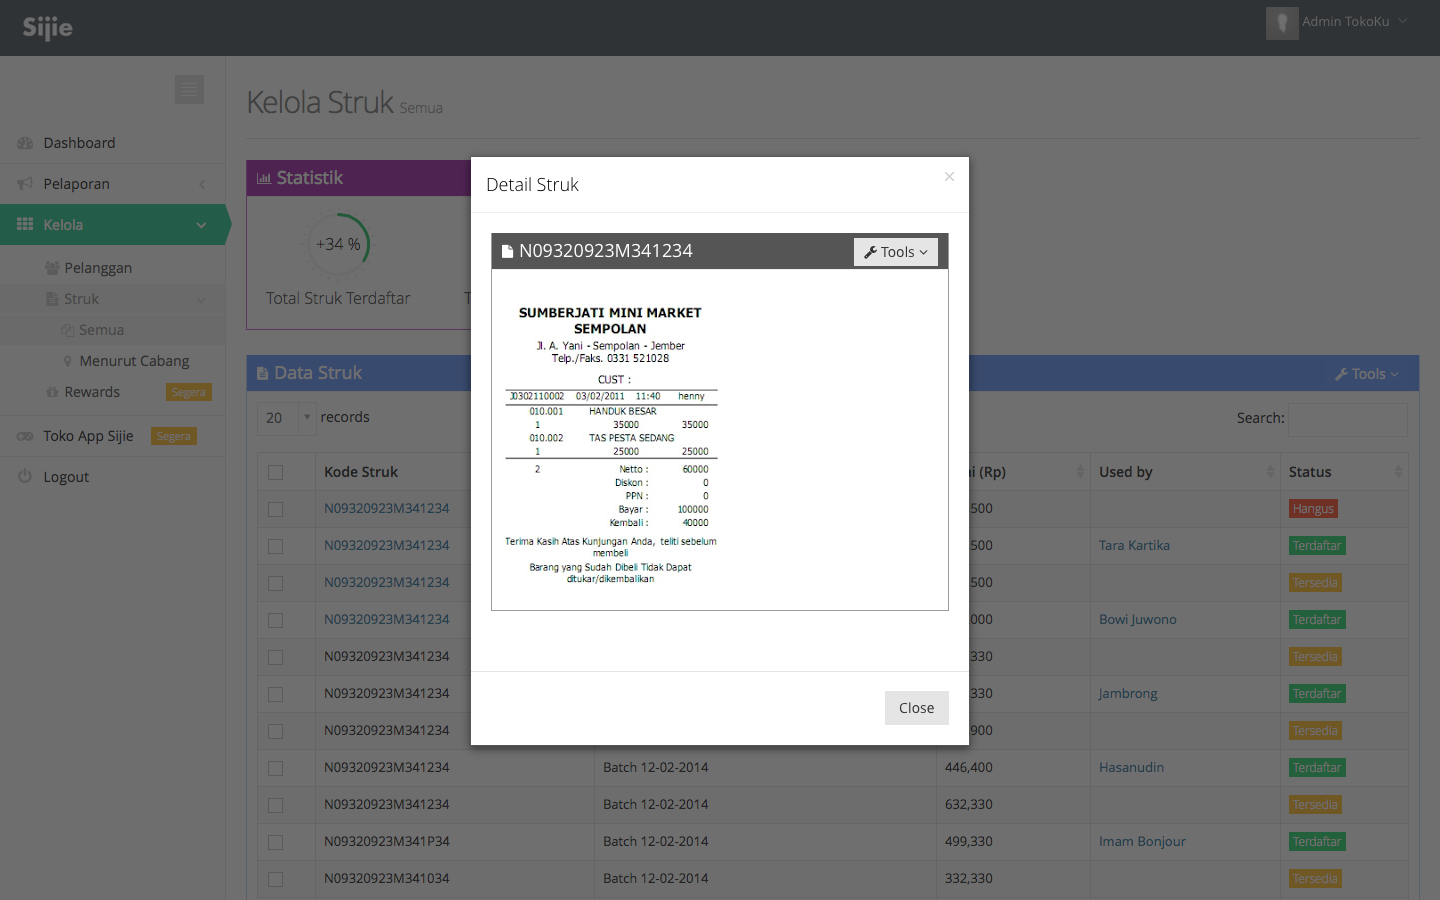 Sijie
Admin TokoKu
Kelola Struk Semua
Dashboard
Pelaporan
Kelola
Pelanggan
Struk
Semua
Menurut Cabang
Rewards Segera
Toko App Sijie Segera
Logout
Statistik
+34 %
Total Struk Terdaftar
Detail Struk
×
N09320923M341234
Tools
SUMBERJATI MINI MARKET
SEMPOLAN
Jl. A. Yani - Sempolan - Jember
Telp./Faks. 0331 521028
CUST :
J0302110002 03/02/2011 11:40 henny
010.001 HANDUK BESAR
1 35000 35000
010.002 TAS PESTA SEDANG
1 25000 25000
2 Netto : 60000
Diskon : 0
PPN : 0
Bayar : 100000
Kembali : 40000
Terima Kasih Atas Kunjungan Anda, teliti sebelum
membeli
Barang yang Sudah Dibeli Tidak Dapat
ditukar/dikembalikan
Close
Data Struk
Tools
20 records
Search:
Kode Struk (Rp) Used by Status
N09320923M341234 500 Hangus
N09320923M341234 500 Tara Kartika Terdaftar
N09320923M341234 500 Tersedia
N09320923M341234 000 Bowi Juwono Terdaftar
N09320923M341234 330 Tersedia
N09320923M341234 330 Jambrong Terdaftar
N09320923M341234 900 Tersedia
N09320923M341234 Batch 12-02-2014 446,400 Hasanudin Terdaftar
N09320923M341234 Batch 12-02-2014 632,330 Tersedia
N09320923M341P34 Batch 12-02-2014 499,330 Imam Bonjour Terdaftar
N09320923M341034 Batch 12-02-2014 332,330 Tersedia